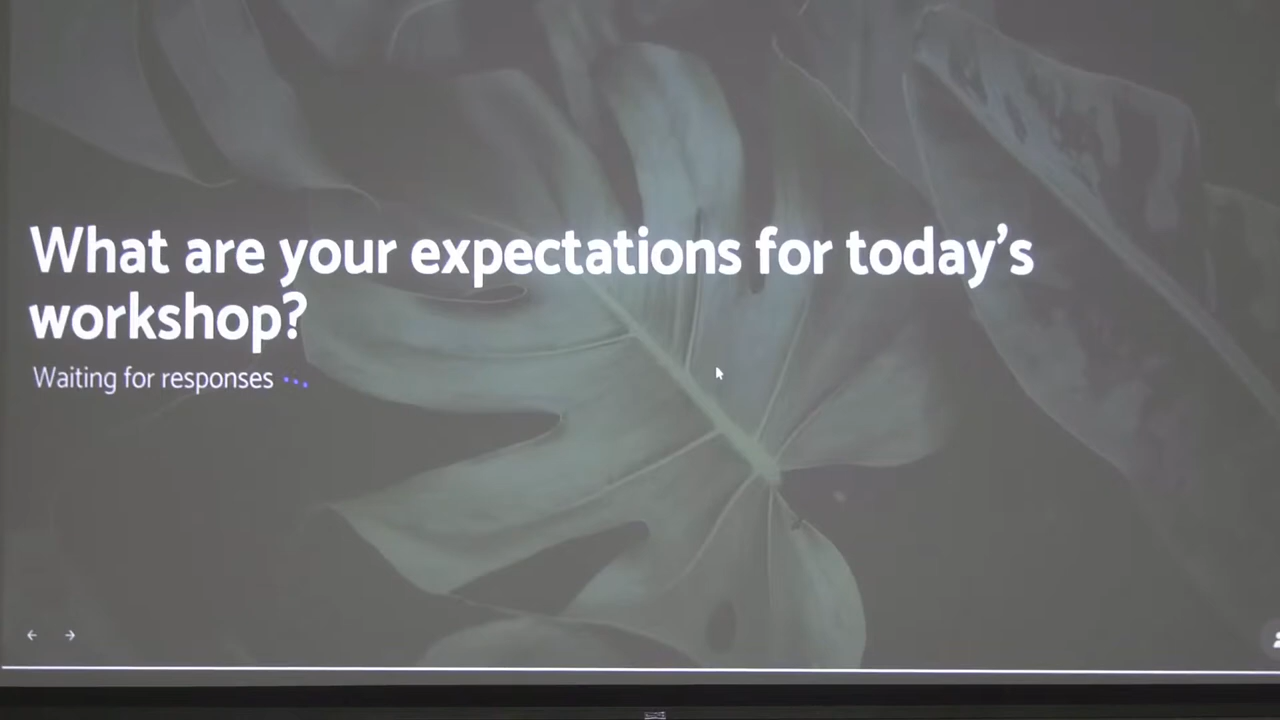 What are your expectations for today's
workshop?
Waiting for responses ...